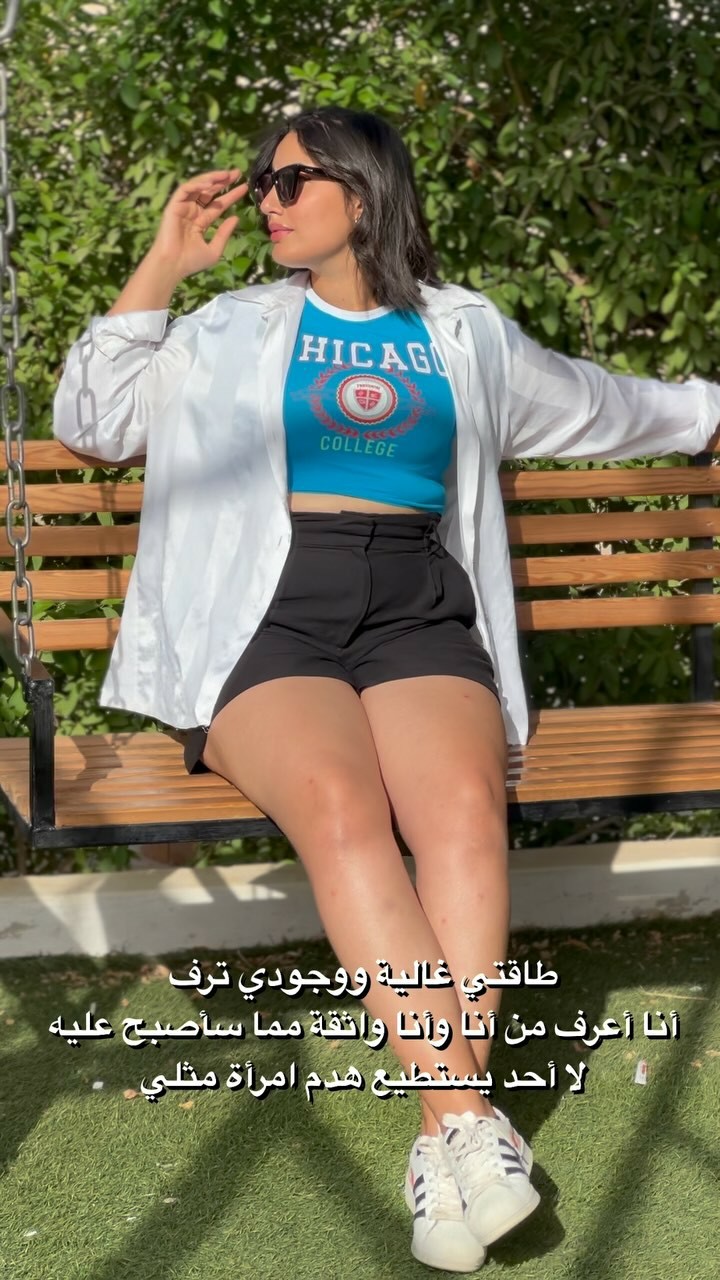 HICAGO
COLLEGE
طاقتي غالية ووجودي ترف
أنا أعرف من أنا وأنا واثقة مما سأصبح عليه
لا أحد يستطيع هدم امرأة مثلي